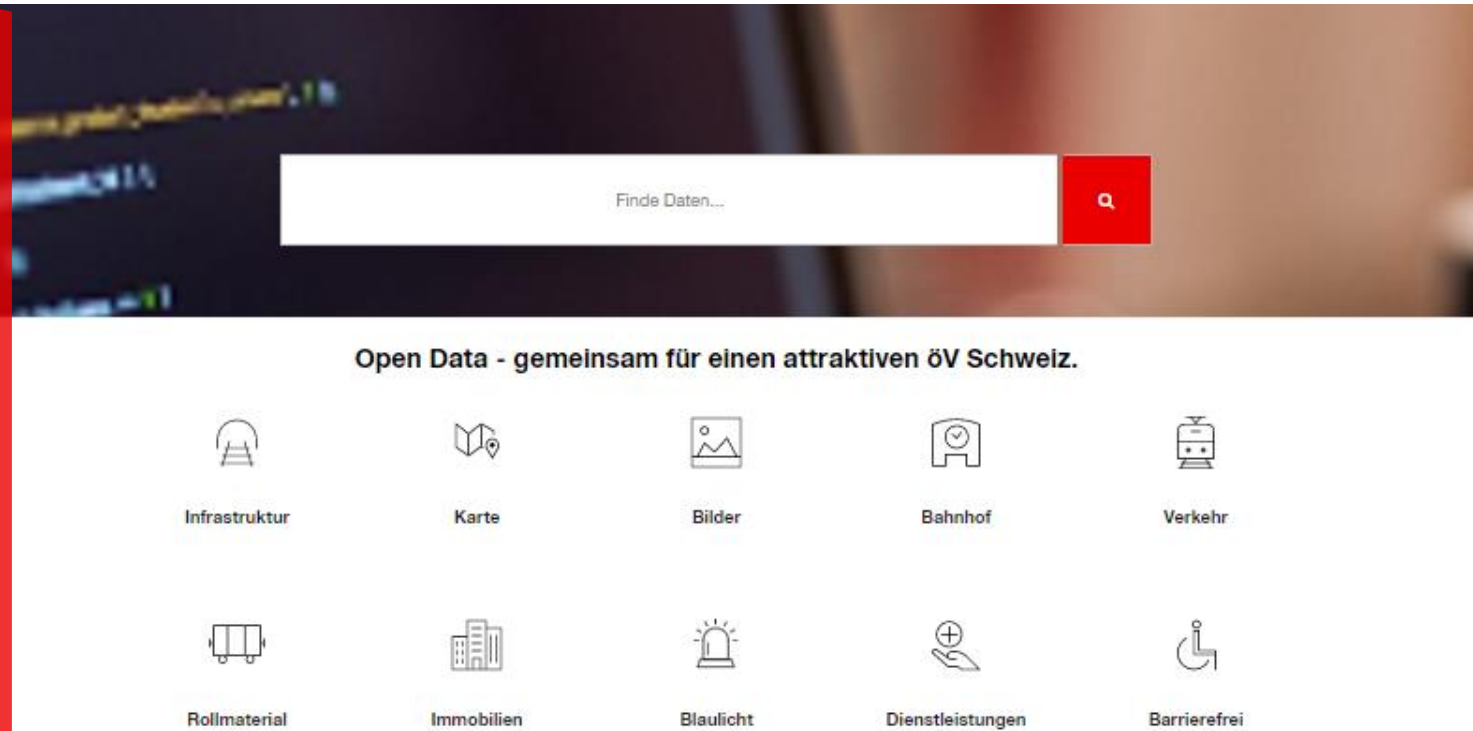 Finde Daten...
Open Data - gemeinsam für einen attraktiven öV Schweiz.
Infrastruktur
Karte
Bilder
Bahnhof
Verkehr
Rollmaterial
Immobilien
Blaulicht
Dienstleistungen
Barrierefrei